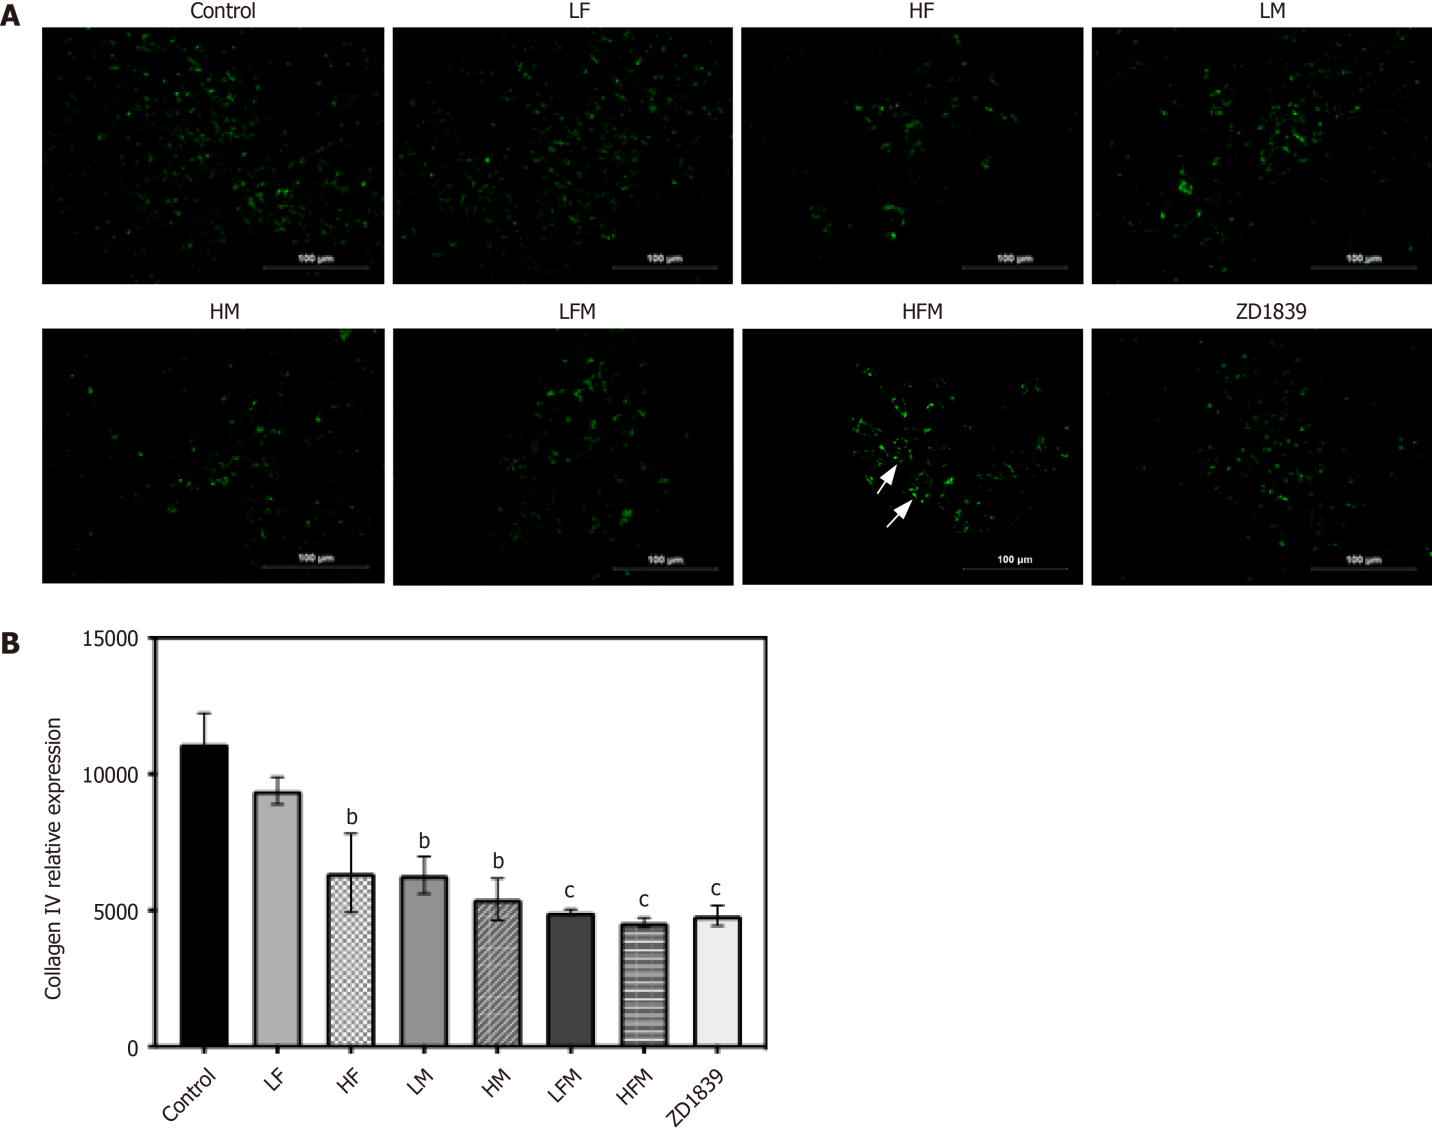 A
Control
LF
HF
LM
100 µm
100 µm
100 µm
100 µm
HM
LFM
HFM
ZD1839
100 µm
100 µm
100 µm
100 µm
B
Collagen IV relative expression
15000
10000
5000
0
b
b
b
c
c
c
Control
LF
HF
LM
HM
LFM
HFM
ZD1839